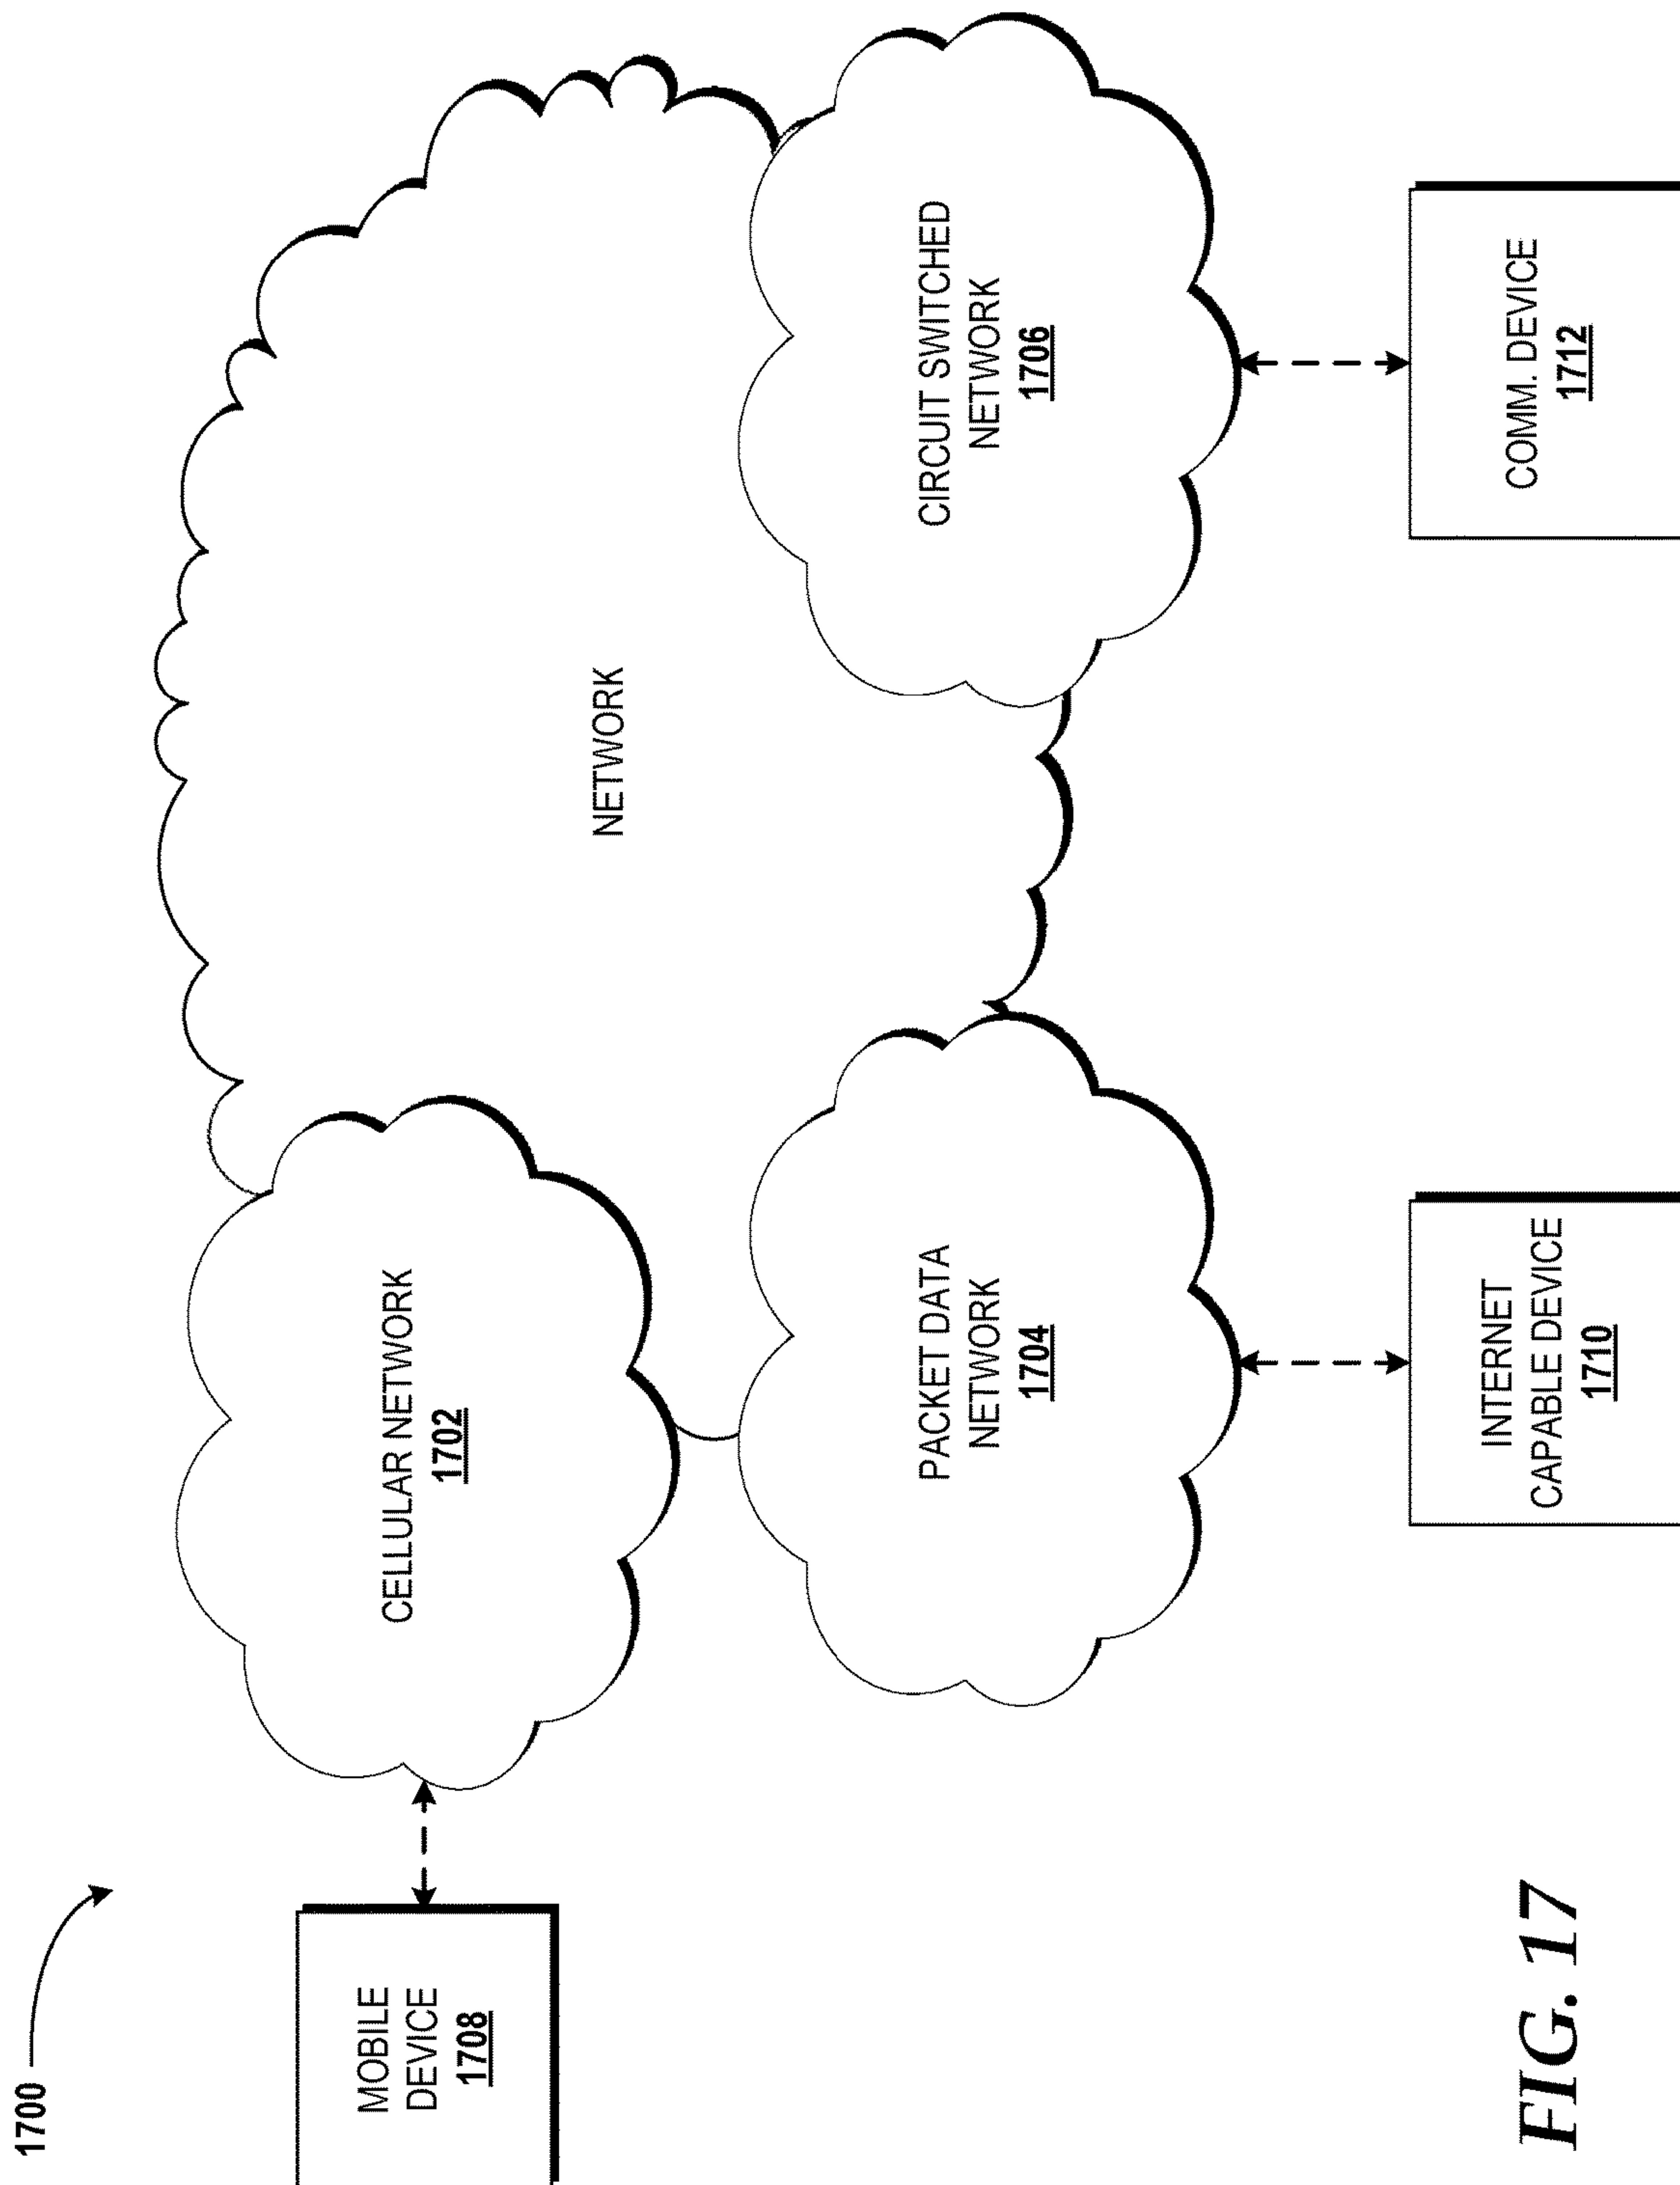 1700
MOBILE
DEVICE
1708
CELLULAR NETWORK
1702
NETWORK
PACKET DATA
NETWORK
1704
CIRCUIT SWITCHED
NETWORK
1706
INTERNET
CAPABLE DEVICE
1710
COMM. DEVICE
1712
FIG. 17